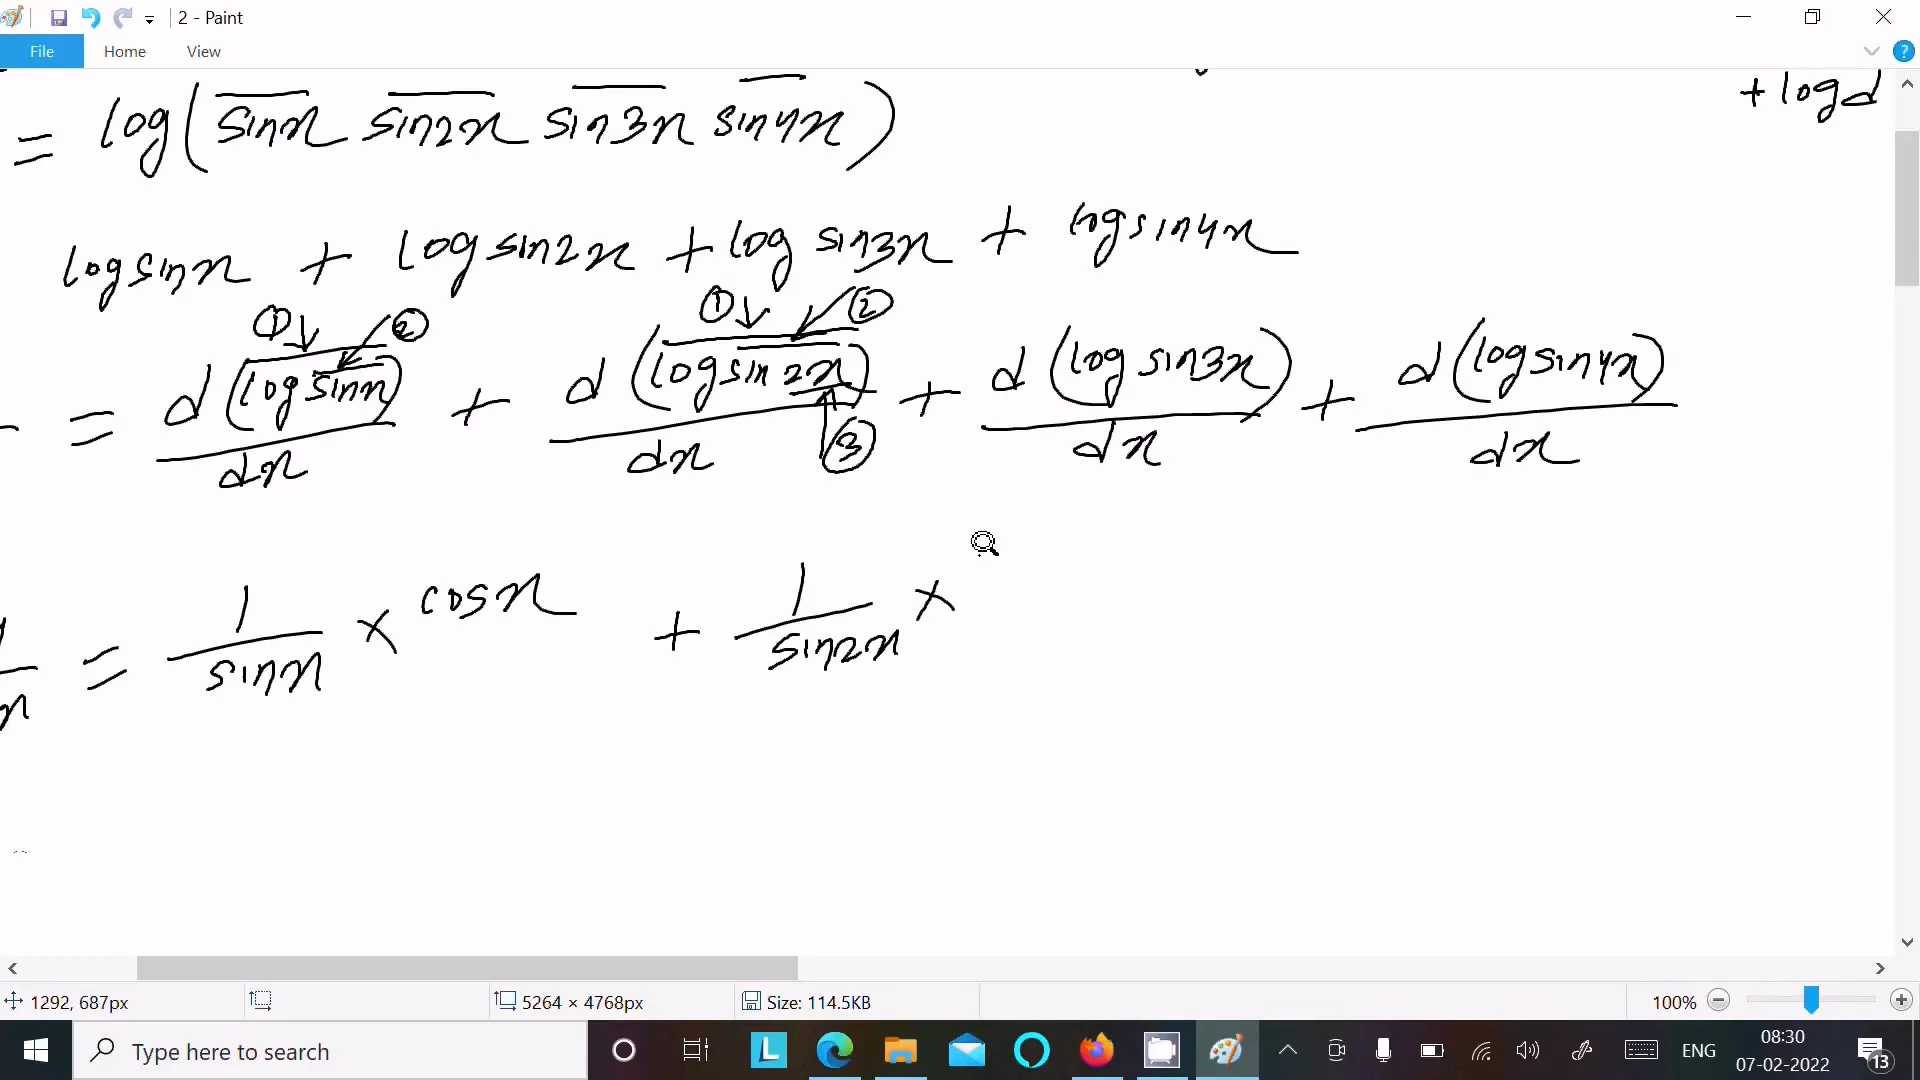 2 - Paint
File Home View
+ log d
= log( sinx sin2x sin3x sin4x )
log sinx + log sin2x + log sin3x + log sin4x
① ② ① ②
= d(log sinx)/dx + d(log sin2x)/dx + d(log sin3x)/dx + d(log sin4x)/dx
③
= 1/sinx × cosx + 1/sin2x ×
1292, 687px 5264 × 4768px Size: 114.5KB 100%
Type here to search
L
ENG
08:30
07-02-2022
13